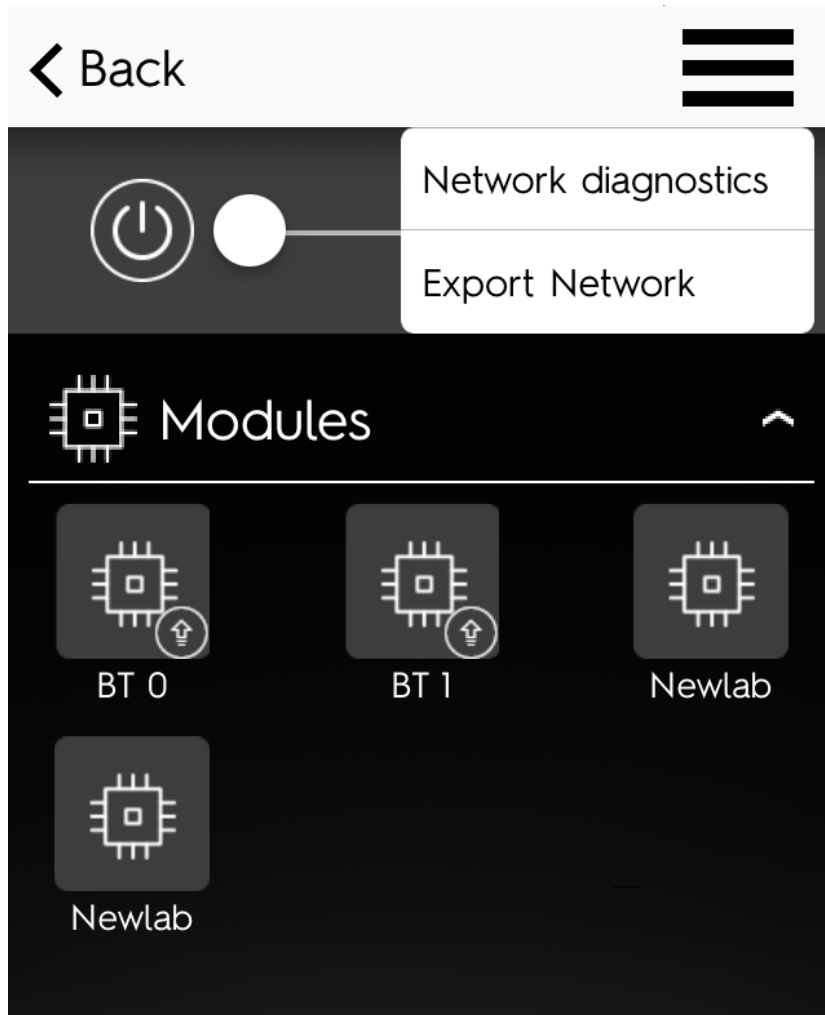 Back
Network diagnostics
Export Network
Modules
BT 0
BT 1
Newlab
Newlab